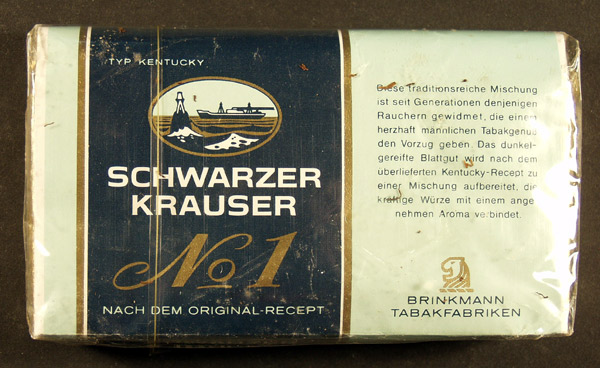 TYP KENTUCKY
SCHWARZER
KRAUSER
No 1
NACH DEM ORIGINAL-RECEPT
Diese traditionsreiche Mischung
ist seit Generationen denjenigen
Rauchern gewidmet, die einem
herzhaft männlichen Tabakgenuß
den Vorzug geben. Das dunkel-
gereifte Blattgut wird nach dem
überlieferten Kentucky-Recept zu
einer Mischung aufbereitet, die
kräftige Würze mit einem ange-
nehmen Aroma verbindet.
BRINKMANN
TABAKFABRIKEN